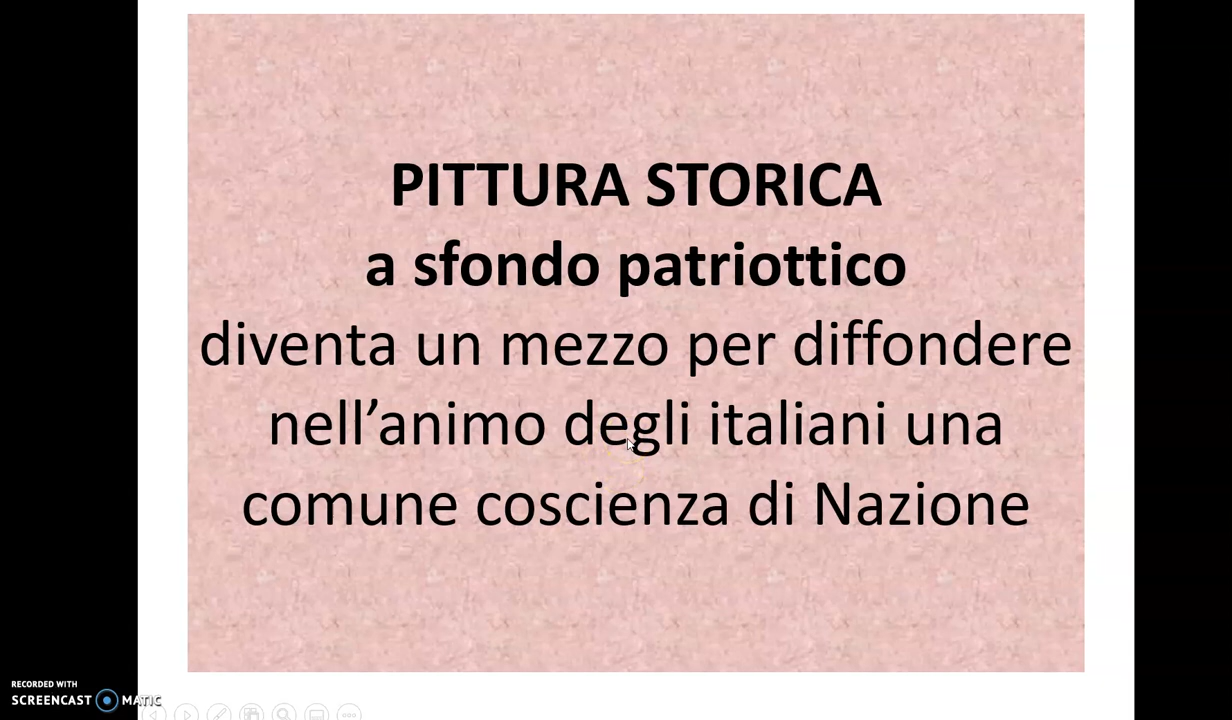 PITTURA STORICA
a sfondo patriottico
diventa un mezzo per diffondere
nell’animo degli italiani una
comune coscienza di Nazione
RECORDED WITH
SCREENCAST MATIC